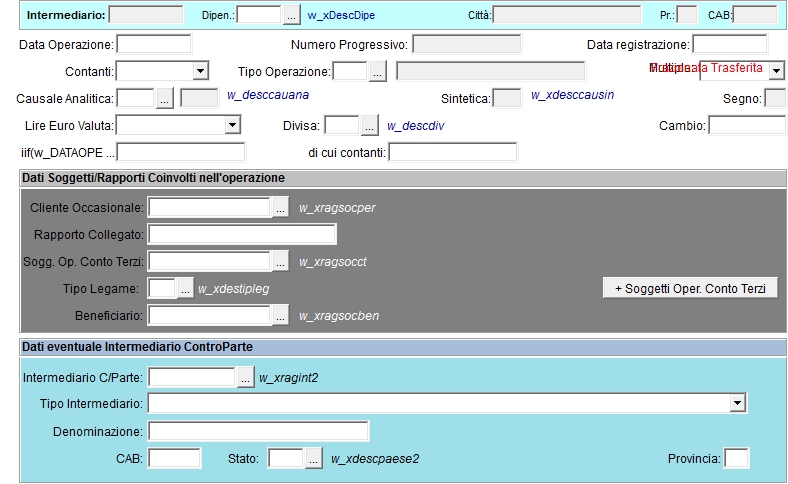 Intermediario: Dipen.: ... w_xDescDipe Città: Pr.: CAB:
Data Operazione: Numero Progressivo: Data registrazione:
Contanti: Tipo Operazione: ... Trasferita
Causale Analitica: ... w_desccauana Sintetica: w_xdesccausin Segno:
Lire Euro Valuta: Divisa: ... w_descdiv Cambio:
iif(w_DATAOPE ... di cui contanti:
Dati Soggetti/Rapporti Coinvolti nell'operazione
Cliente Occasionale: ... w_xragsocper
Rapporto Collegato:
Sogg. Op. Conto Terzi: ... w_xragsocct
Tipo Legame: ... w_xdestipleg + Soggetti Oper. Conto Terzi
Beneficiario: ... w_xragsocben
Dati eventuale Intermediario ControParte
Intermediario C/Parte: ... w_xragint2
Tipo Intermediario:
Denominazione:
CAB: Stato: ... w_xdescpaese2 Provincia: